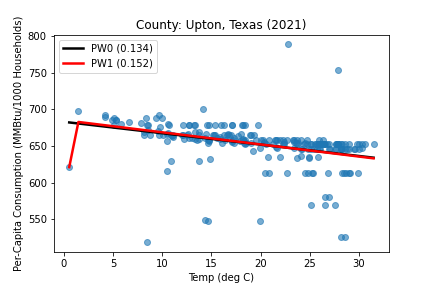 County: Upton, Texas (2021)
Per-Capita Consumption (MMBtu/1000 Households)
800
750
700
650
600
550
PW0 (0.134)
PW1 (0.152)
0 5 10 15 20 25 30
Temp (deg C)